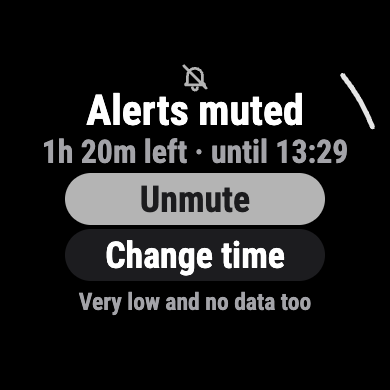 Alerts muted
1h 20m left · until 13:29
Unmute
Change time
Very low and no data too